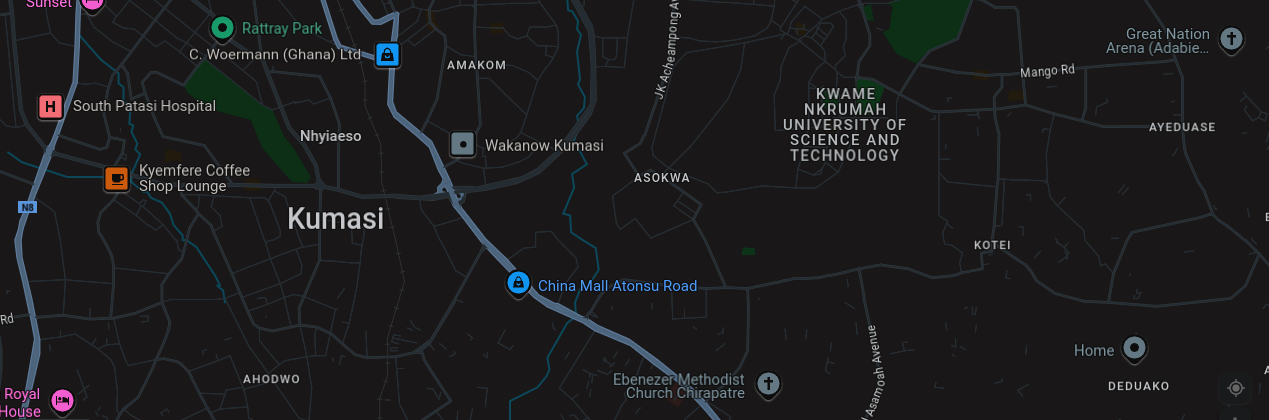 Sunset
Rattray Park
C. Woermann (Ghana) Ltd
AMAKOM
JK Acheampong Av
Great Nation
Arena (Adabie...
Mango Rd
South Patasi Hospital
KWAME
NKRUMAH
UNIVERSITY OF
SCIENCE AND
TECHNOLOGY
AYEDUASE
Nhyiaeso
Wakanow Kumasi
Kyemfere Coffee
Shop Lounge
ASOKWA
N8
Kumasi
KOTEI
China Mall Atonsu Road
Rd
Asamoah Avenue
Home
AHODWO
Ebenezer Methodist
Church Chirapatre
DEDUAKO
Royal
House